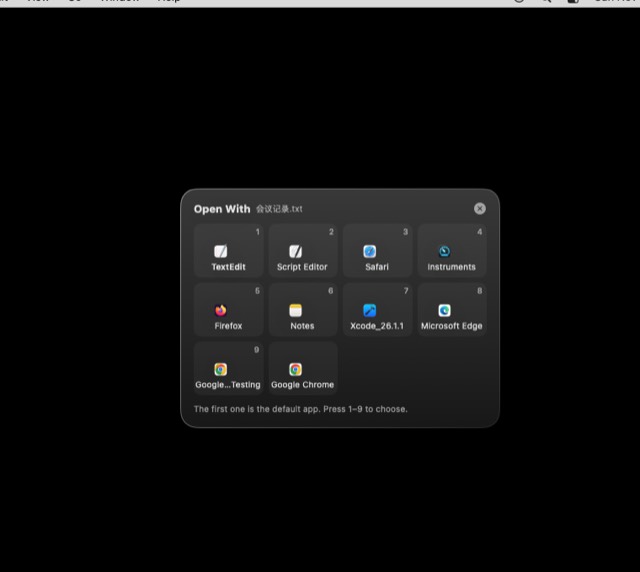 Open With 会议记录.txt
1 2 3 4
TextEdit Script Editor Safari Instruments
5 6 7 8
Firefox Notes Xcode_26.1.1 Microsoft Edge
9
Google...Testing Google Chrome
The first one is the default app. Press 1–9 to choose.